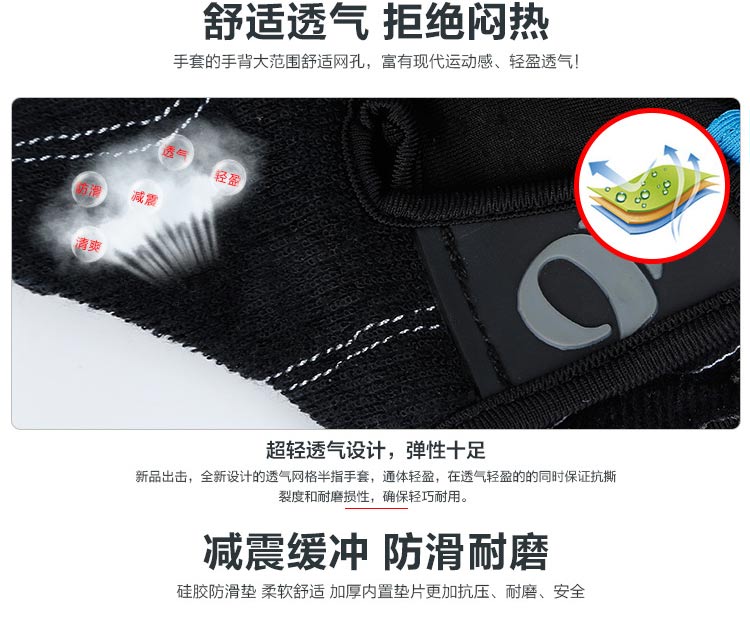 舒适透气 拒绝闷热
手套的手背大范围舒适网孔，富有现代运动感、轻盈透气！
透气
轻盈
防滑
减震
清爽
超轻透气设计，弹性十足
新品出击，全新设计的透气网格半指手套，通体轻盈，在透气轻盈的的同时保证抗撕
裂度和耐磨损性，确保轻巧耐用。
减震缓冲 防滑耐磨
硅胶防滑垫 柔软舒适 加厚内置垫片更加抗压、耐磨、安全